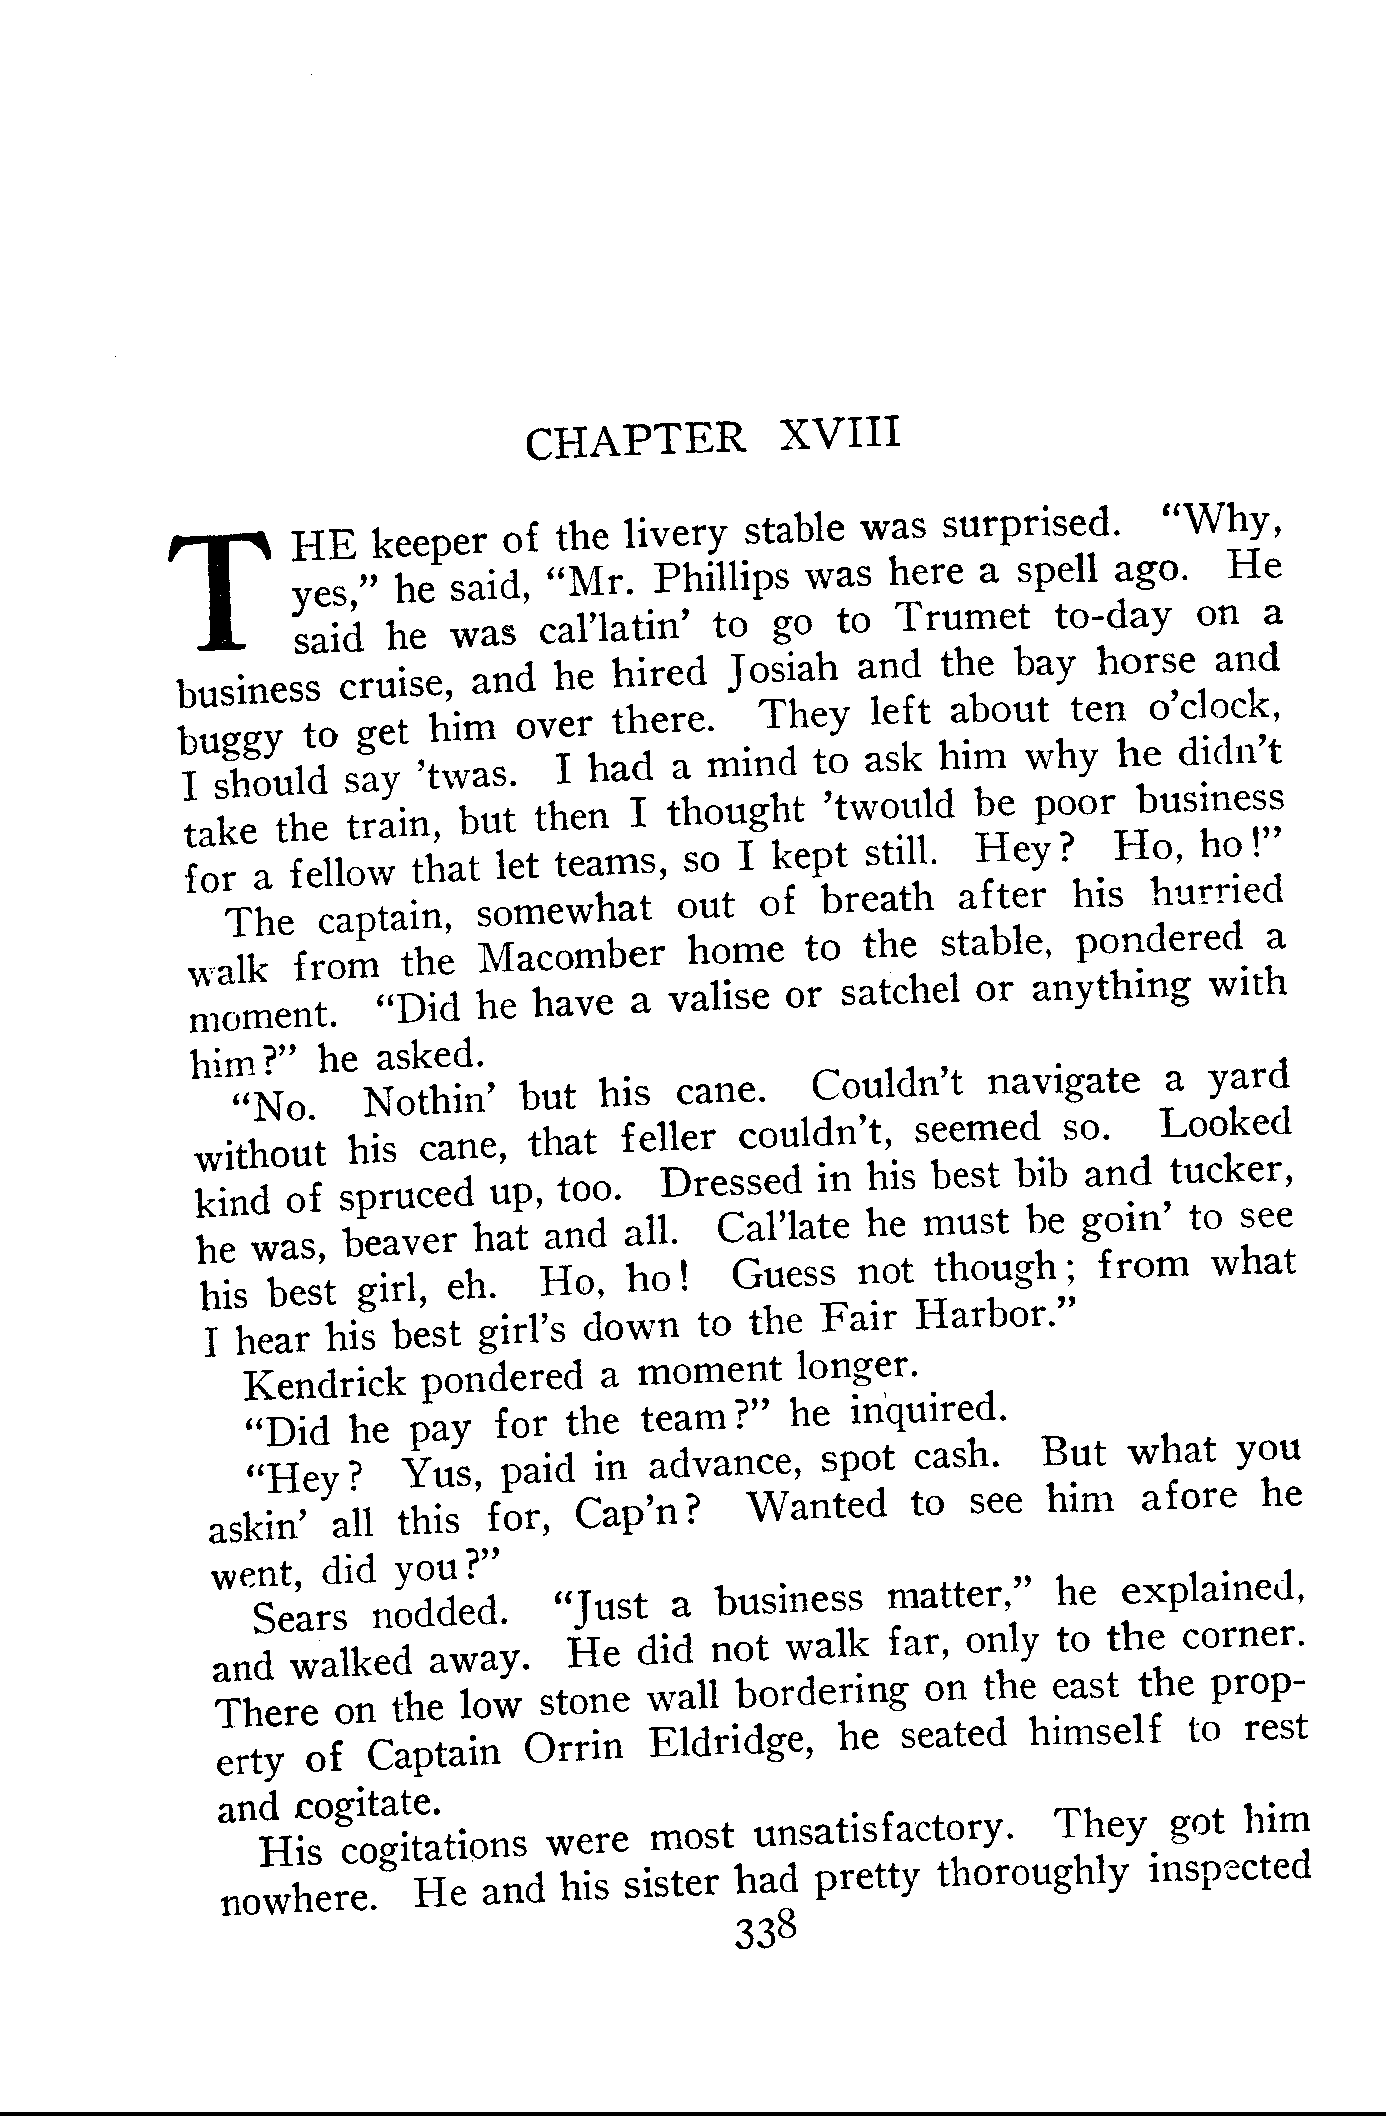 CHAPTER XVIII
THE keeper of the livery stable was surprised. “Why,
yes,” he said, “Mr. Phillips was here a spell ago. He
said he was cal’latin’ to go to Trumet to-day on a
business cruise, and he hired Josiah and the bay horse and
buggy to get him over there. They left about ten o’clock,
I should say ’twas. I had a mind to ask him why he didn’t
take the train, but then I thought ’twould be poor business
for a fellow that let teams, so I kept still. Hey? Ho, ho!”
The captain, somewhat out of breath after his hurried
walk from the Macomber home to the stable, pondered a
moment. “Did he have a valise or satchel or anything with
him?” he asked.
“No. Nothin’ but his cane. Couldn’t navigate a yard
without his cane, that feller couldn’t, seemed so. Looked
kind of spruced up, too. Dressed in his best bib and tucker,
he was, beaver hat and all. Cal’late he must be goin’ to see
his best girl, eh. Ho, ho! Guess not though; from what
I hear his best girl’s down to the Fair Harbor.”
Kendrick pondered a moment longer.
“Did he pay for the team?” he inquired.
“Hey? Yus, paid in advance, spot cash. But what you
askin’ all this for, Cap’n? Wanted to see him afore he
went, did you?”
Sears nodded. “Just a business matter,” he explained,
and walked away. He did not walk far, only to the corner.
There on the low stone wall bordering on the east the prop-
erty of Captain Orrin Eldridge, he seated himself to rest
and cogitate.
His cogitations were most unsatisfactory. They got him
nowhere. He and his sister had pretty thoroughly inspected
338